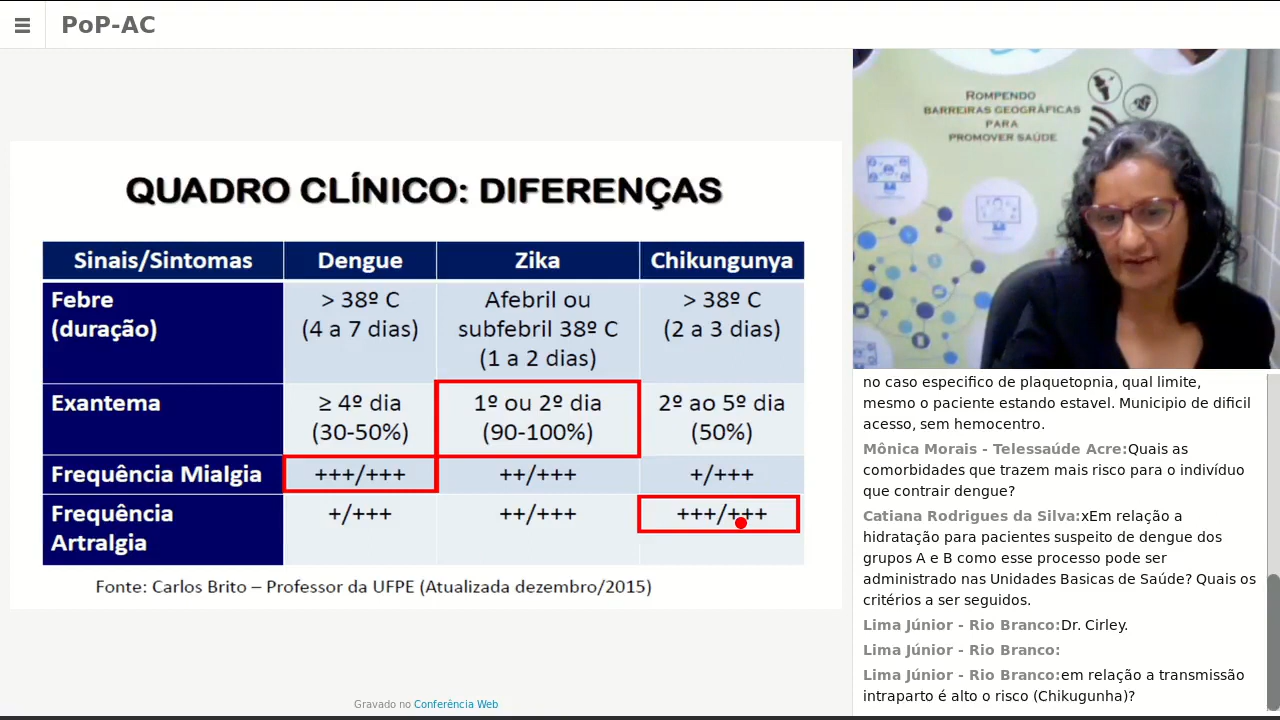 PoP-AC
QUADRO CLÍNICO: DIFERENÇAS
Sinais/Sintomas Dengue Zika Chikungunya
Febre
(duração)
> 38º C
(4 a 7 dias)
Afebril ou
subfebril 38º C
(1 a 2 dias)
> 38º C
(2 a 3 dias)
Exantema
≥ 4º dia
(30-50%)
1º ou 2º dia
(90-100%)
2º ao 5º dia
(50%)
Frequência Mialgia +++/+++ ++/+++ +/+++
Frequência
Artralgia
+/+++ ++/+++ +++/+++
Fonte: Carlos Brito – Professor da UFPE (Atualizada dezembro/2015)
Gravado no Conferência Web
ROMPENDO
BARREIRAS GEOGRÁFICAS
PARA
PROMOVER SAÚDE
no caso especifico de plaquetopnia, qual limite,
mesmo o paciente estando estavel. Municipio de dificil
acesso, sem hemocentro.
Mônica Morais - Telessaúde Acre:Quais as
comorbidades que trazem mais risco para o indivíduo
que contrair dengue?
Catiana Rodrigues da Silva:xEm relação a
hidratação para pacientes suspeito de dengue dos
grupos A e B como esse processo pode ser
administrado nas Unidades Basicas de Saúde? Quais os
critérios a ser seguidos.
Lima Júnior - Rio Branco:Dr. Cirley.
Lima Júnior - Rio Branco:
Lima Júnior - Rio Branco:em relação a transmissão
intraparto é alto o risco (Chikugunha)?